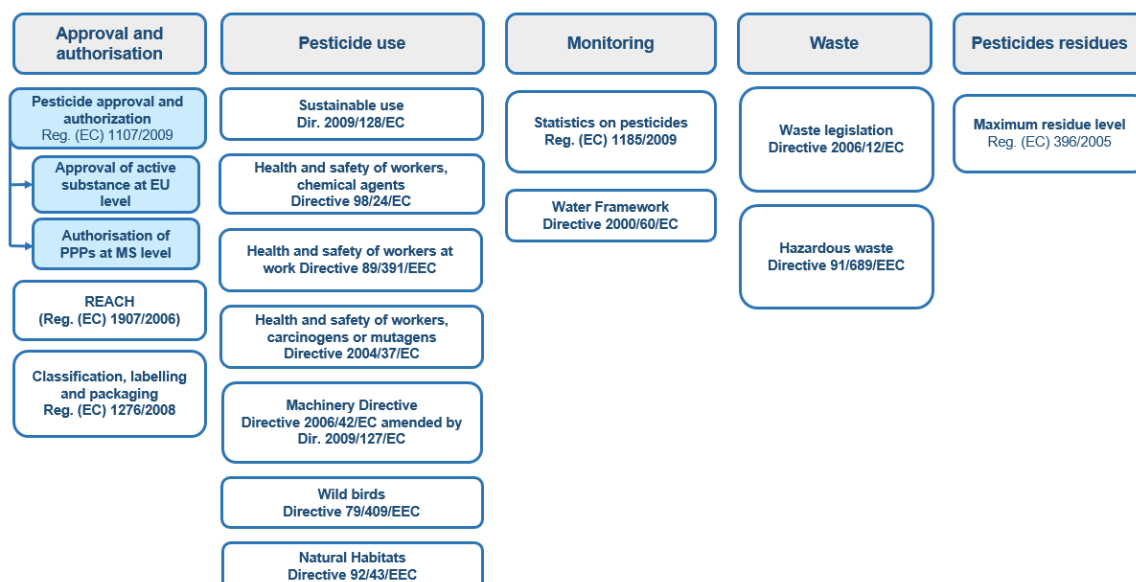 Approval and
authorisation
Pesticide use
Monitoring
Waste
Pesticides residues
Pesticide approval and
authorization
Reg. (EC) 1107/2009
Approval of active
substance at EU
level
Authorisation of
PPPs at MS level
REACH
(Reg. (EC) 1907/2006)
Classification, labelling
and packaging
Reg. (EC) 1276/2008
Sustainable use
Dir. 2009/128/EC
Health and safety of workers,
chemical agents
Directive 98/24/EC
Health and safety of workers at
work Directive 89/391/EEC
Health and safety of workers,
carcinogens or mutagens
Directive 2004/37/EC
Machinery Directive
Directive 2006/42/EC amended by
Dir. 2009/127/EC
Wild birds
Directive 79/409/EEC
Natural Habitats
Directive 92/43/EEC
Statistics on pesticides
Reg. (EC) 1185/2009
Water Framework
Directive 2000/60/EC
Waste legislation
Directive 2006/12/EC
Hazardous waste
Directive 91/689/EEC
Maximum residue level
Reg. (EC) 396/2005